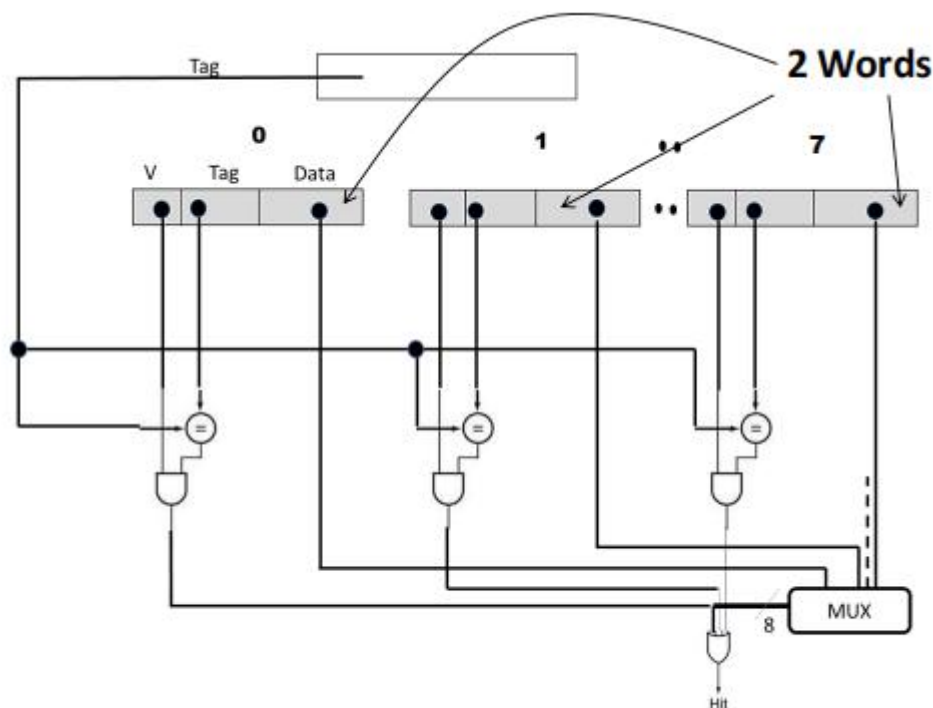 Tag
2 Words
0 1 •• 7
V Tag Data
••
= = =
8
MUX
Hit